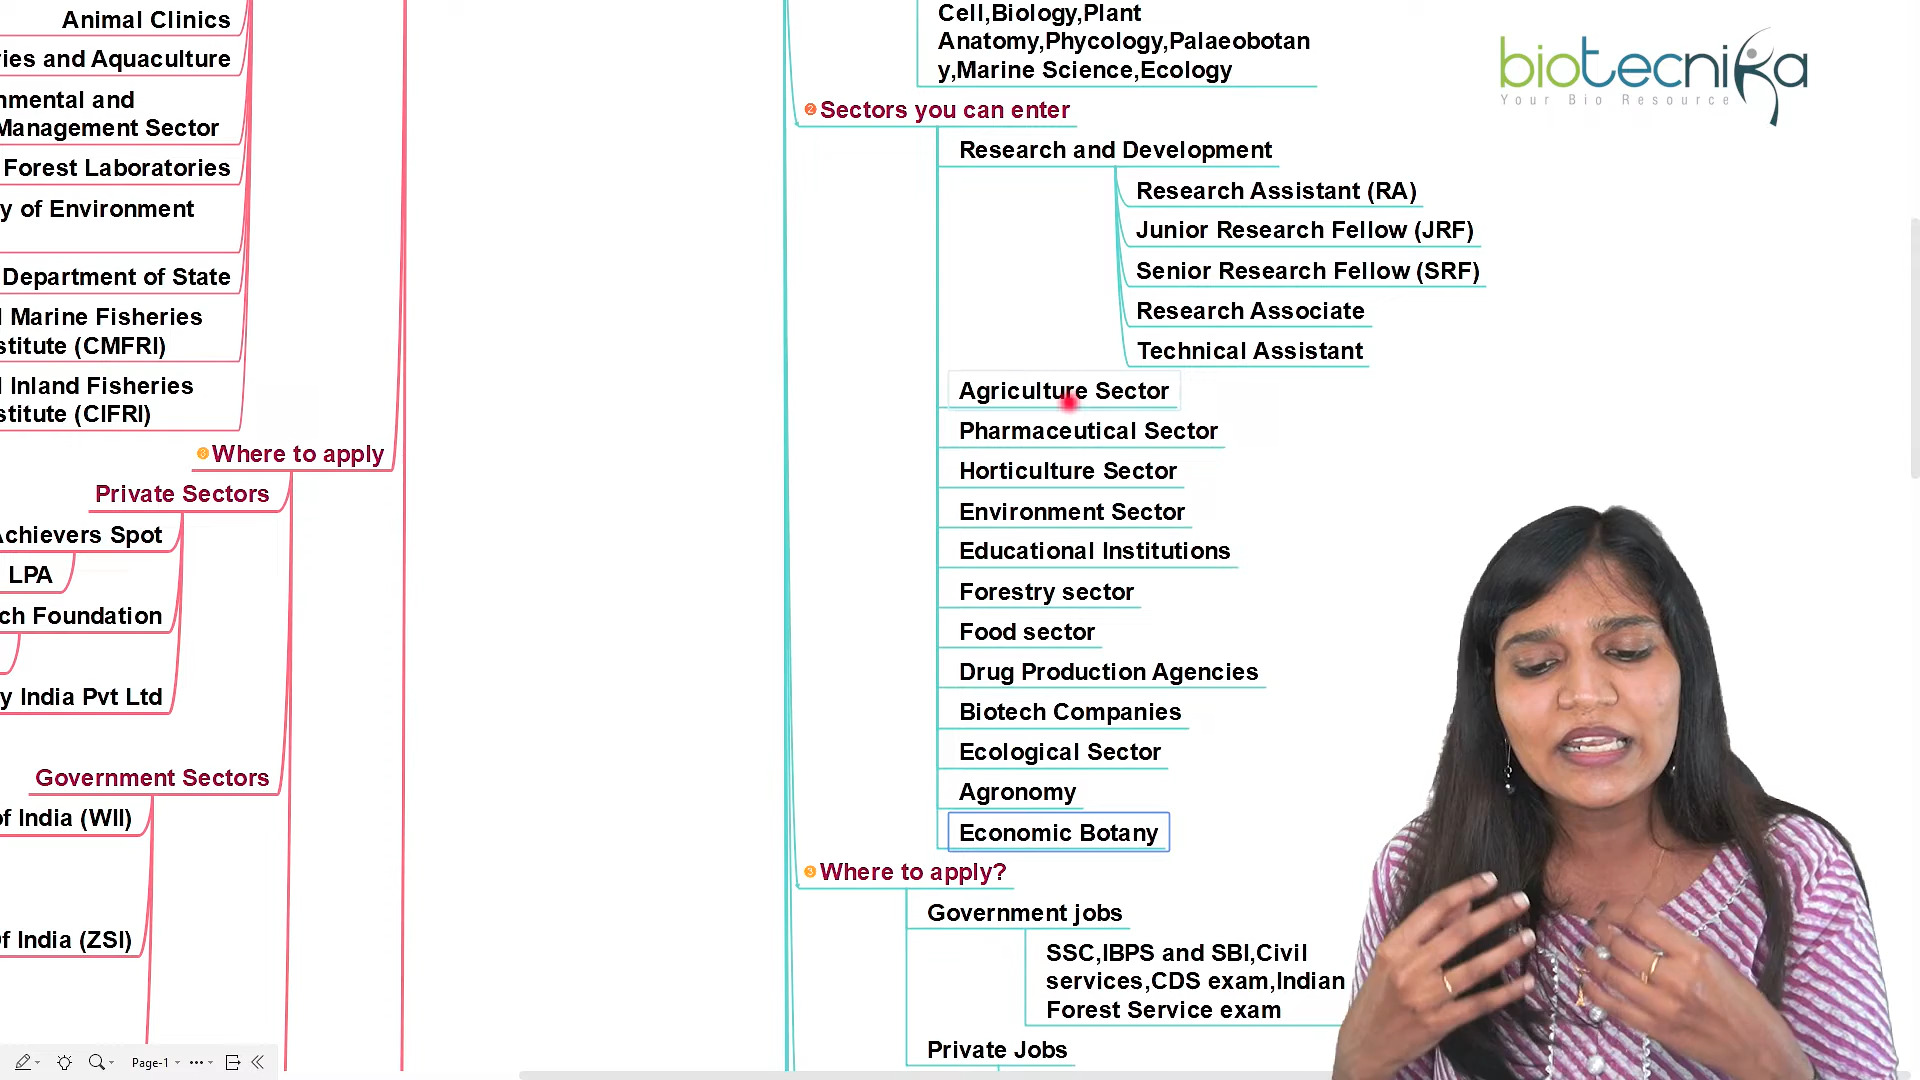 Animal Clinics
ries and Aquaculture
nmental and
Management Sector
Forest Laboratories
y of Environment
Department of State
l Marine Fisheries
stitute (CMFRI)
l Inland Fisheries
stitute (CIFRI)
Where to apply
Private Sectors
Achievers Spot
LPA
ch Foundation
y India Pvt Ltd
Government Sectors
of India (WII)
Of India (ZSI)
Cell,Biology,Plant
Anatomy,Phycology,Palaeobotan
y,Marine Science,Ecology
2 Sectors you can enter
Research and Development
Research Assistant (RA)
Junior Research Fellow (JRF)
Senior Research Fellow (SRF)
Research Associate
Technical Assistant
Agriculture Sector
Pharmaceutical Sector
Horticulture Sector
Environment Sector
Educational Institutions
Forestry sector
Food sector
Drug Production Agencies
Biotech Companies
Ecological Sector
Agronomy
Economic Botany
3 Where to apply?
Government jobs
SSC,IBPS and SBI,Civil
services,CDS exam,Indian
Forest Service exam
Private Jobs
biotecnika
Your Bio Resource
Page-1